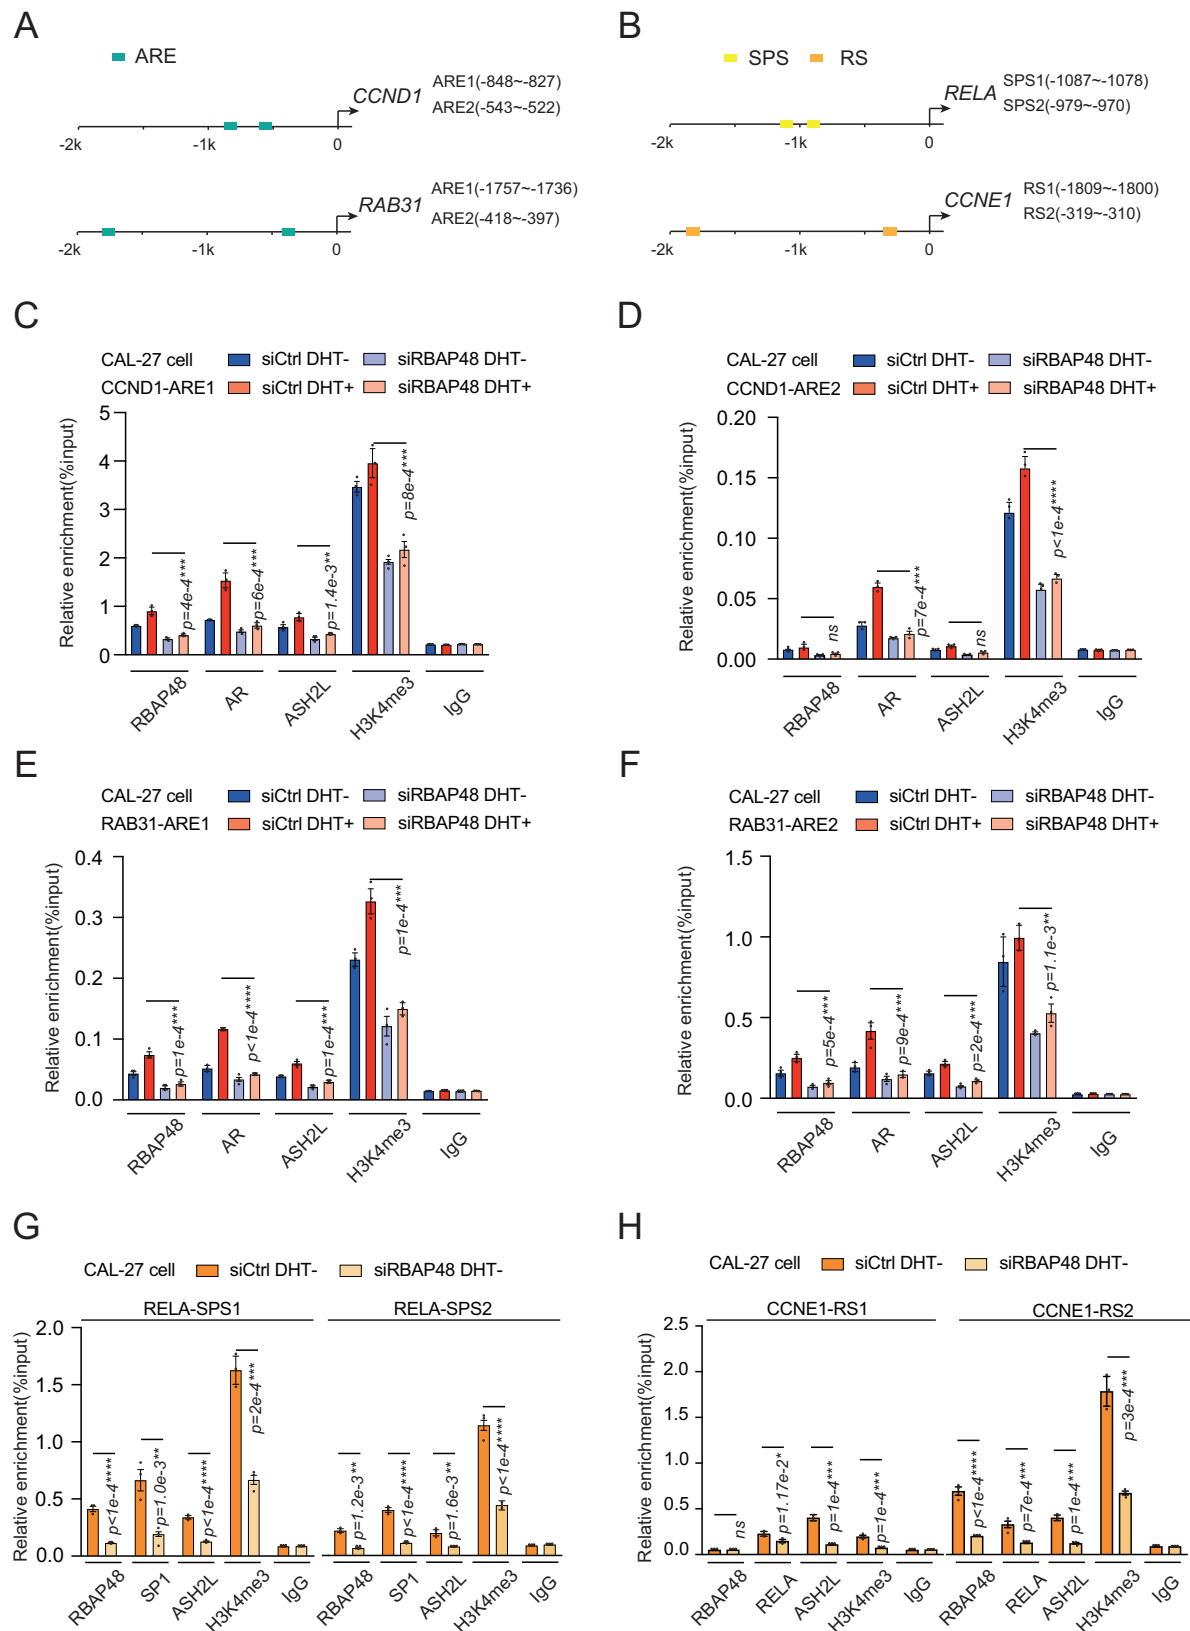 A
B
ARE
SPS RS
CCND1
ARE1(-848~-827)
ARE2(-543~-522)
-2k -1k 0
RELA
SPS1(-1087~-1078)
SPS2(-979~-970)
-2k -1k 0
RAB31
ARE1(-1757~-1736)
ARE2(-418~-397)
-2k -1k 0
CCNE1
RS1(-1809~-1800)
RS2(-319~-310)
-2k -1k 0
C
CAL-27 cell siCtrl DHT- siRBAP48 DHT-
CCND1-ARE1 siCtrl DHT+ siRBAP48 DHT+
Relative enrichment(%input)
5
4
3
2
1
0
p=4e-4***
p=6e-4***
p=1.4e-3**
p=8e-4***
RBAP48 AR ASH2L H3K4me3 IgG
D
CAL-27 cell siCtrl DHT- siRBAP48 DHT-
CCND1-ARE2 siCtrl DHT+ siRBAP48 DHT+
Relative enrichment(%input)
0.20
0.15
0.10
0.05
0.00
ns
p=7e-4***
ns
p<1e-4****
RBAP48 AR ASH2L H3K4me3 IgG
E
CAL-27 cell siCtrl DHT- siRBAP48 DHT-
RAB31-ARE1 siCtrl DHT+ siRBAP48 DHT+
Relative enrichment(%input)
0.4
0.3
0.2
0.1
0.0
p=1e-4***
p<1e-4****
p=1e-4***
p=1e-4***
RBAP48 AR ASH2L H3K4me3 IgG
F
CAL-27 cell siCtrl DHT- siRBAP48 DHT-
RAB31-ARE2 siCtrl DHT+ siRBAP48 DHT+
Relative enrichment(%input)
1.5
1.0
0.5
0.0
p=5e-4***
p=9e-4***
p=2e-4***
p=1.1e-3**
RBAP48 AR ASH2L H3K4me3 IgG
G
CAL-27 cell siCtrl DHT- siRBAP48 DHT-
RELA-SPS1 RELA-SPS2
Relative enrichment(%input)
2.0
1.5
1.0
0.5
0.0
p<1e-4****
p=1.0e-3**
p<1e-4****
p=2e-4***
p=1.2e-3**
p<1e-4****
p=1.6e-3**
p<1e-4****
RBAP48 SP1 ASH2L H3K4me3 IgG RBAP48 SP1 ASH2L H3K4me3 IgG
H
CAL-27 cell siCtrl DHT- siRBAP48 DHT-
CCNE1-RS1 CCNE1-RS2
Relative enrichment(%input)
2.5
2.0
1.5
1.0
0.5
0.0
ns
p=1.17e-2*
p=1e-4***
p=1e-4***
p<1e-4****
p=7e-4***
p=1e-4***
p=3e-4***
RBAP48 RELA ASH2L H3K4me3 IgG RBAP48 RELA ASH2L H3K4me3 IgG